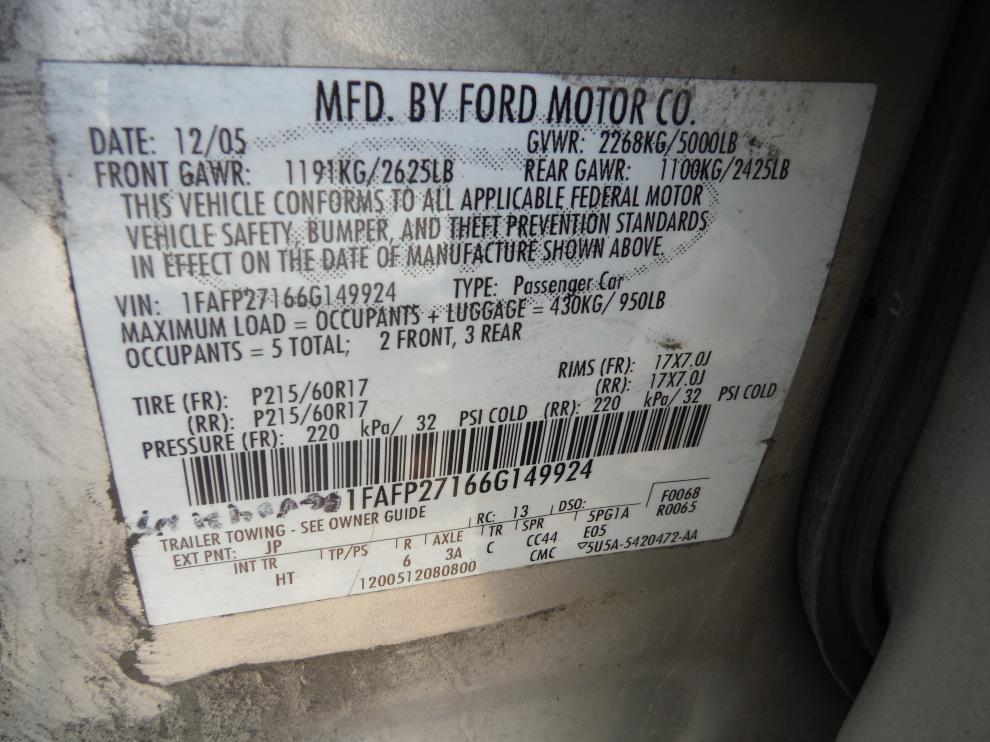 MFD. BY FORD MOTOR CO.
DATE: 12/05 GVWR: 2268KG/5000LB
FRONT GAWR: 1191KG/2625LB REAR GAWR: 1100KG/2425LB
THIS VEHICLE CONFORMS TO ALL APPLICABLE FEDERAL MOTOR
VEHICLE SAFETY, BUMPER, AND THEFT PREVENTION STANDARDS
IN EFFECT ON THE DATE OF MANUFACTURE SHOWN ABOVE.
VIN: 1FAFP27166G149924 TYPE: Passenger Car
MAXIMUM LOAD = OCCUPANTS + LUGGAGE = 430KG/ 950LB
OCCUPANTS = 5 TOTAL; 2 FRONT, 3 REAR
TIRE (FR): P215/60R17 RIMS (FR): 17X7.0J
(RR): P215/60R17 (RR): 17X7.0J
PRESSURE (FR): 220 kPa/ 32 PSI COLD (RR): 220 kPa/ 32 PSI COLD
1FAFP27166G149924
TRAILER TOWING - SEE OWNER GUIDE RC: 13 DSO: F0068
EXT PNT: JP TP/PS R AXLE TR SPR 5PG1A R0065
INT TR 6 3A C CC44 E05
HT 1200512080800 CMC 5U5A-5420472-AA